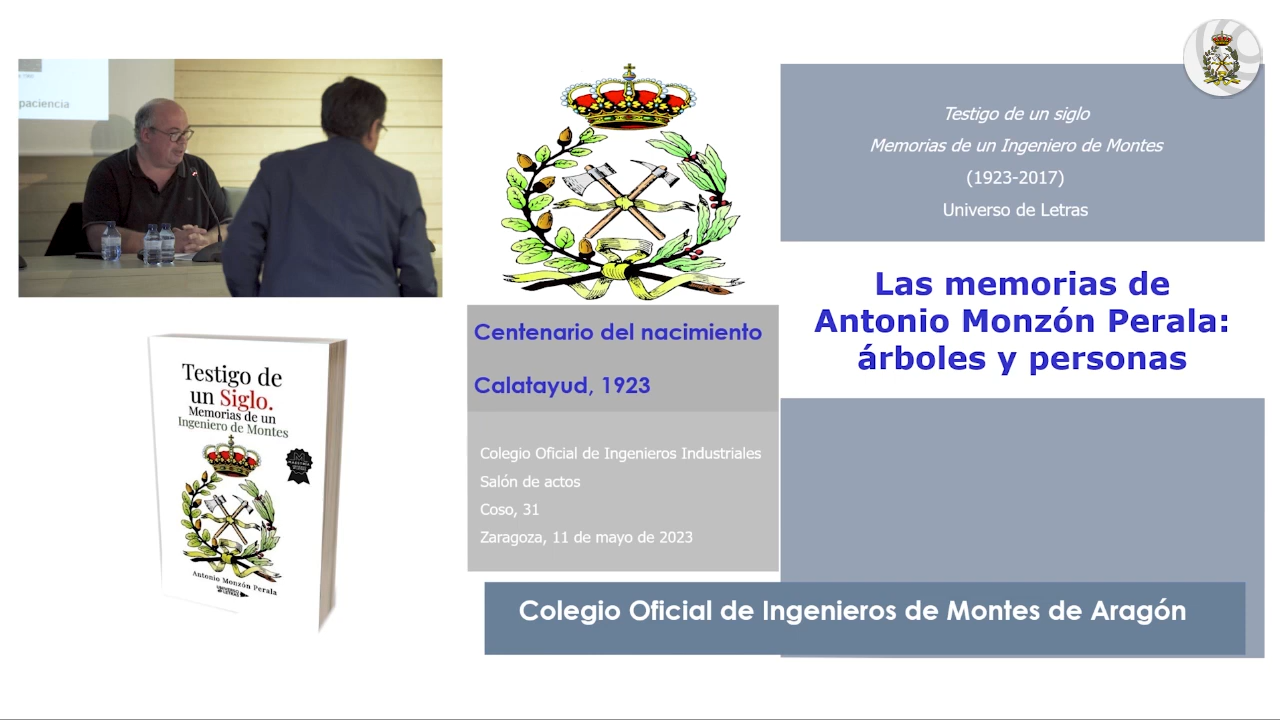 paciencia
Testigo de
un Siglo.
Memorias de un
Ingeniero de Montes
Antonio Monzón Perala
UNIVERSO
DE LETRAS
Centenario del nacimiento
Calatayud, 1923
Colegio Oficial de Ingenieros Industriales
Salón de actos
Coso, 31
Zaragoza, 11 de mayo de 2023
Testigo de un siglo
Memorias de un Ingeniero de Montes
(1923-2017)
Universo de Letras
Las memorias de
Antonio Monzón Perala:
árboles y personas
Colegio Oficial de Ingenieros de Montes de Aragón